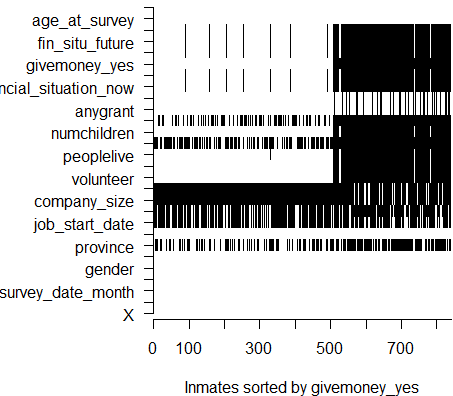 age_at_survey
fin_situ_future
givemoney_yes
ncial_situation_now
anygrant
numchildren
peoplelive
volunteer
company_size
job_start_date
province
gender
survey_date_month
X
0 100 300 500 700
Inmates sorted by givemoney_yes